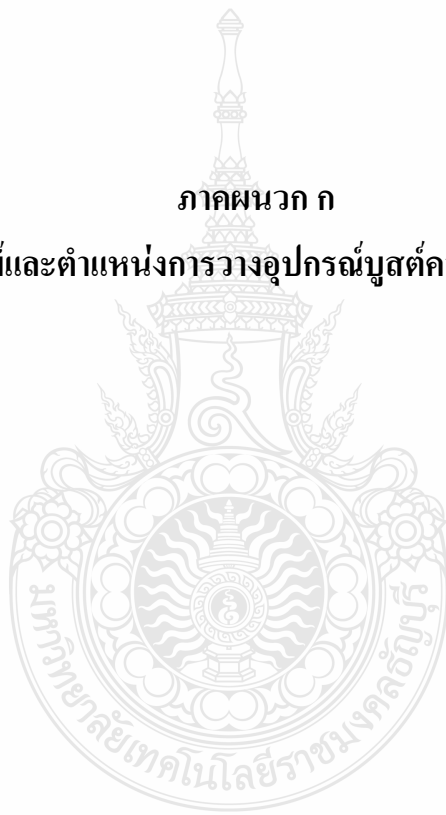 ภาคผนวก ก
และตำแหน่งการวางอุปกรณ์บูสต์ค
มหาวิทยาลัยเทคโนโลยีราชมงคลธัญบุรี